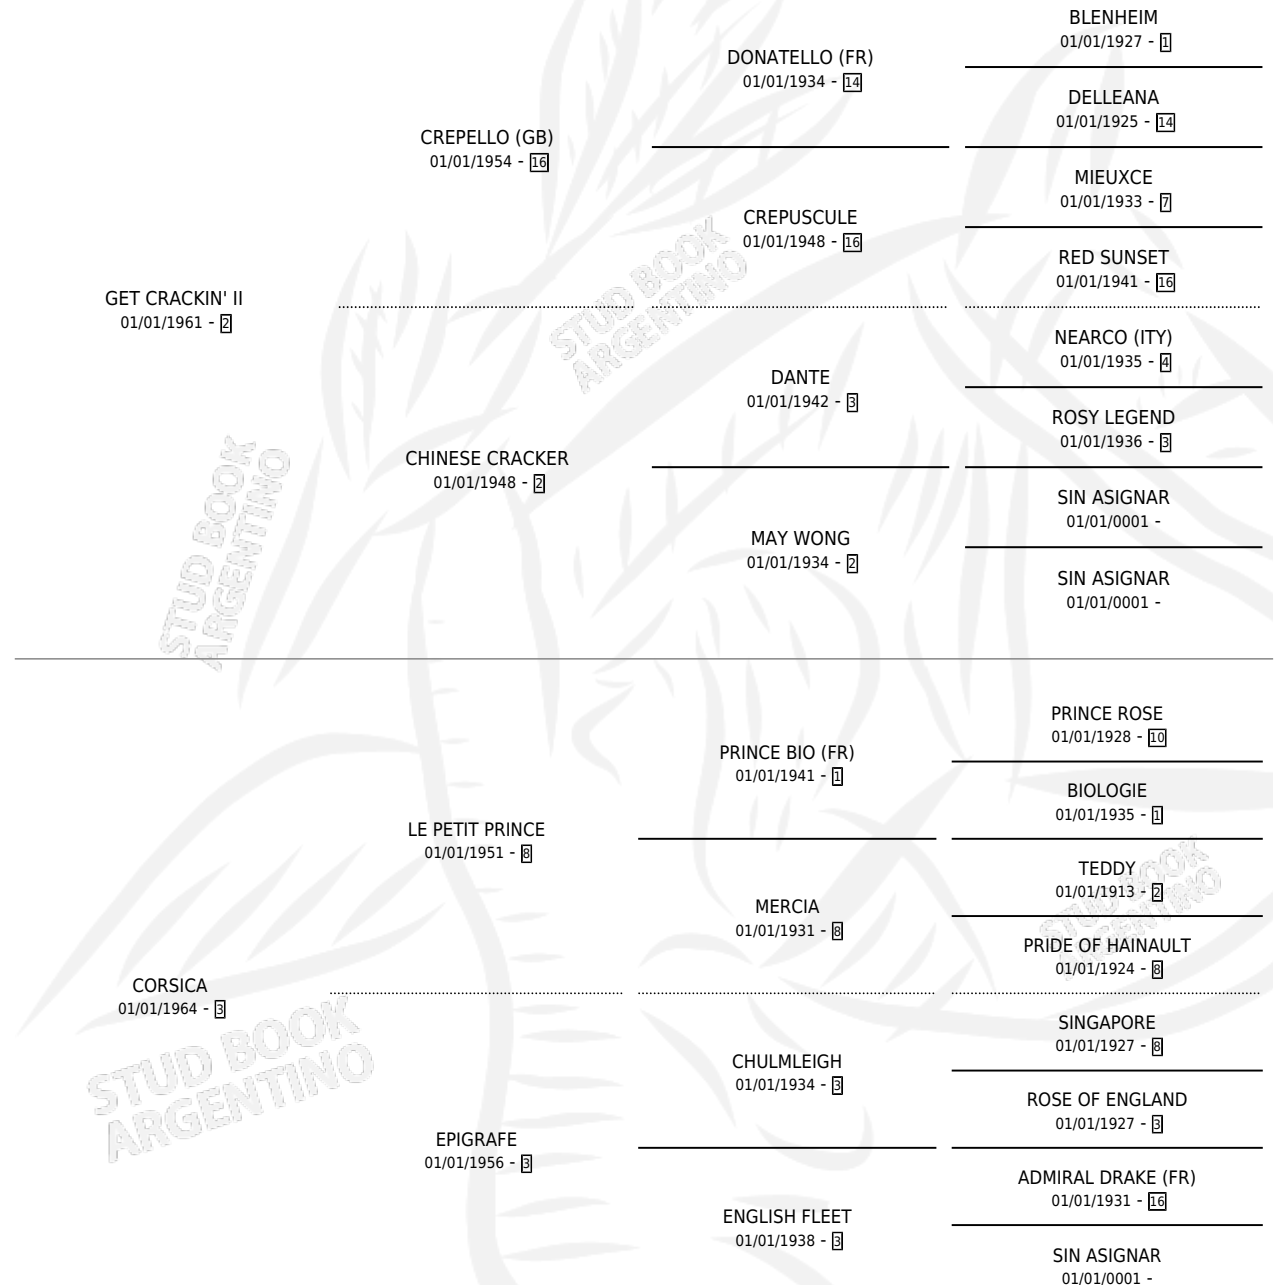 BLENHEIM
01/01/1927 - 1
DONATELLO (FR)
01/01/1934 - 14
DELLEANA
01/01/1925 - 14
CREPELLO (GB)
01/01/1954 - 16
MIEUXCE
01/01/1933 - 7
CREPUSCULE
01/01/1948 - 16
RED SUNSET
01/01/1941 - 16
GET CRACKIN' II
01/01/1961 - 2
STUD BOOK
ARGENTINO
NEARCO (ITY)
01/01/1935 - 4
DANTE
01/01/1942 - 3
ROSY LEGEND
01/01/1936 - 3
CHINESE CRACKER
01/01/1948 - 2
SIN ASIGNAR
01/01/0001 -
MAY WONG
01/01/1934 - 2
SIN ASIGNAR
01/01/0001 -
STUD BOOK
ARGENTINO
PRINCE ROSE
01/01/1928 - 10
PRINCE BIO (FR)
01/01/1941 - 1
BIOLOGIE
01/01/1935 - 1
LE PETIT PRINCE
01/01/1951 - 8
TEDDY
01/01/1913 - 2
MERCIA
01/01/1931 - 8
STUD BOOK
ARGENTINO
PRIDE OF HAINAULT
01/01/1924 - 8
CORSICA
01/01/1964 - 3
SINGAPORE
01/01/1927 - 8
STUD BOOK
ARGENTINO
CHULMLEIGH
01/01/1934 - 3
ROSE OF ENGLAND
01/01/1927 - 3
EPIGRAFE
01/01/1956 - 3
ADMIRAL DRAKE (FR)
01/01/1931 - 16
ENGLISH FLEET
01/01/1938 - 3
SIN ASIGNAR
01/01/0001 -